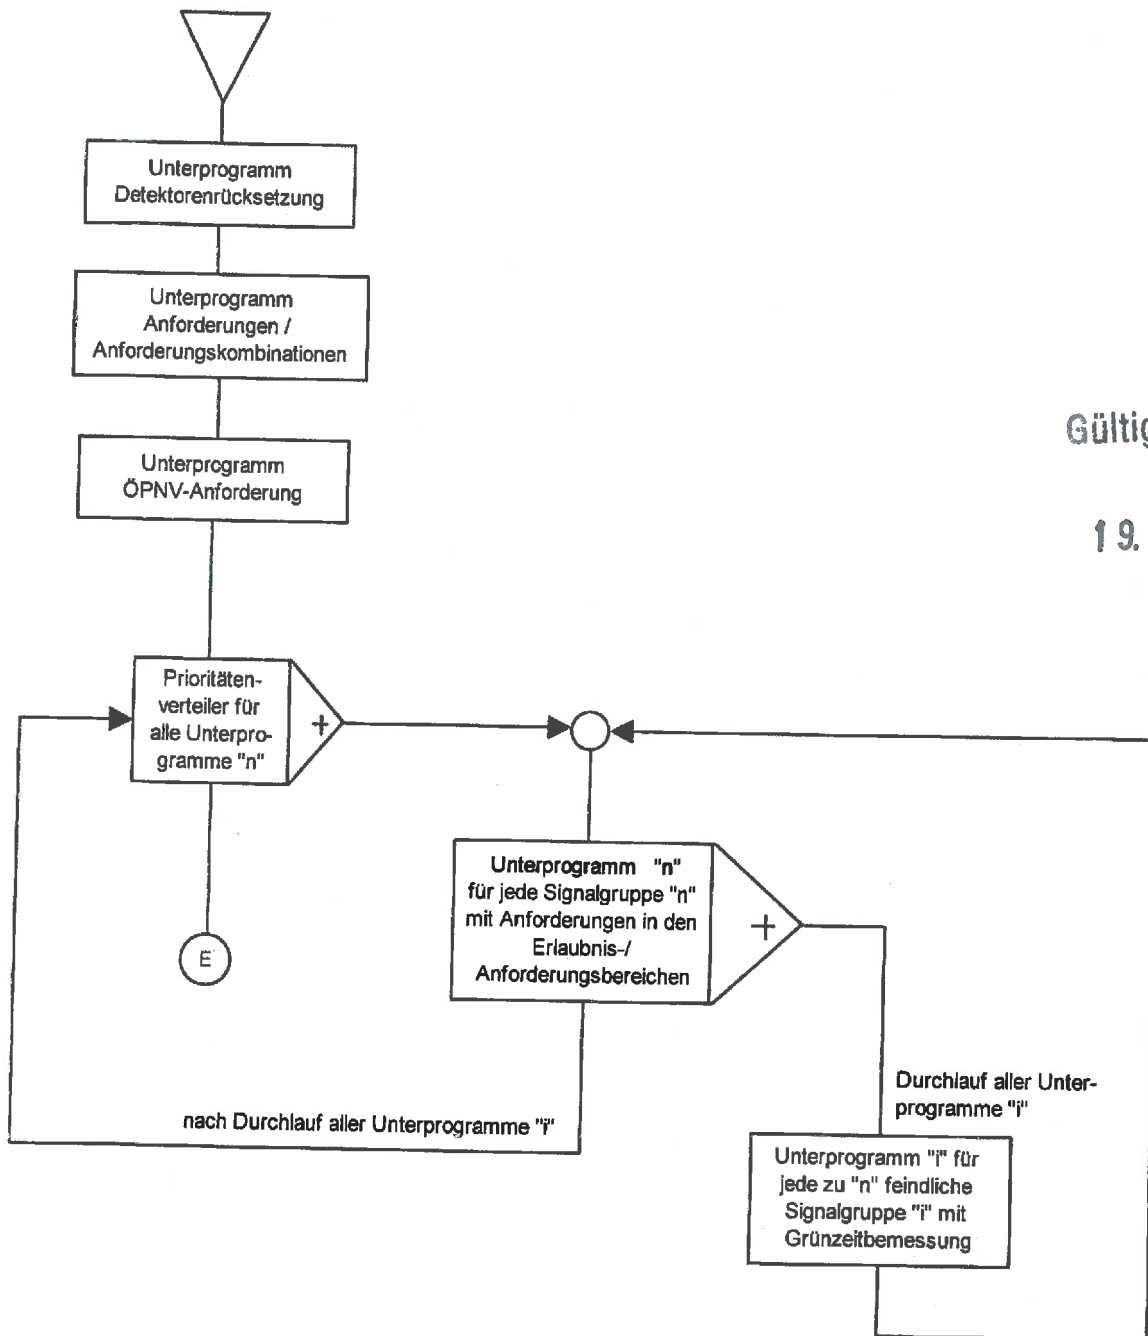 Unterprogramm
Detektorenrücksetzung
Unterprogramm
Anforderungen /
Anforderungskombinationen
Unterprogramm
ÖPNV-Anforderung
Gültig
19.
Prioritäten-
verteiler für
alle Unterpro-
gramme "n"
+
Unterprogramm "n"
für jede Signalgruppe "n"
mit Anforderungen in den
Erlaubnis-/
Anforderungsbereichen
+
E
Durchlauf aller Unter-
programme "i"
nach Durchlauf aller Unterprogramme "i"
Unterprogramm "i" für
jede zu "n" feindliche
Signalgruppe "i" mit
Grünzeitbemessung